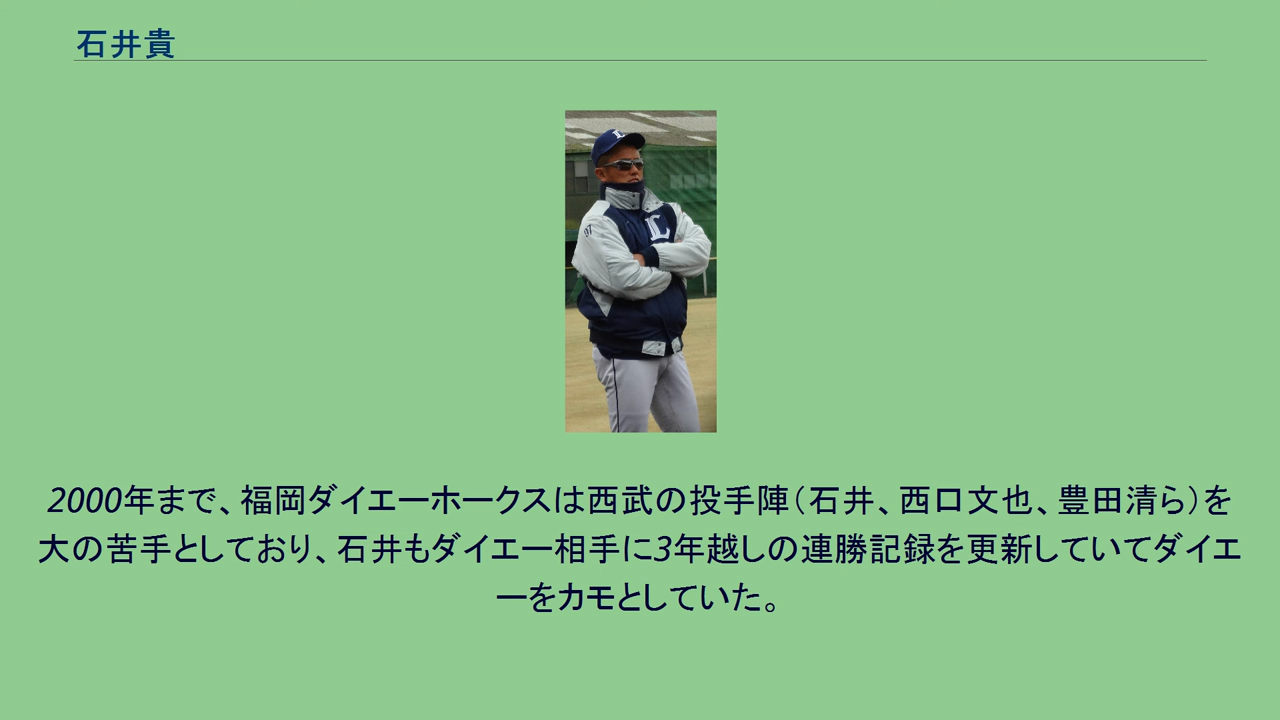 石井貴
L
L
97
2000年まで、福岡ダイエーホークスは西武の投手陣（石井、西口文也、豊田清ら）を
大の苦手としており、石井もダイエー相手に3年越しの連勝記録を更新していてダイエ
ーをカモとしていた。